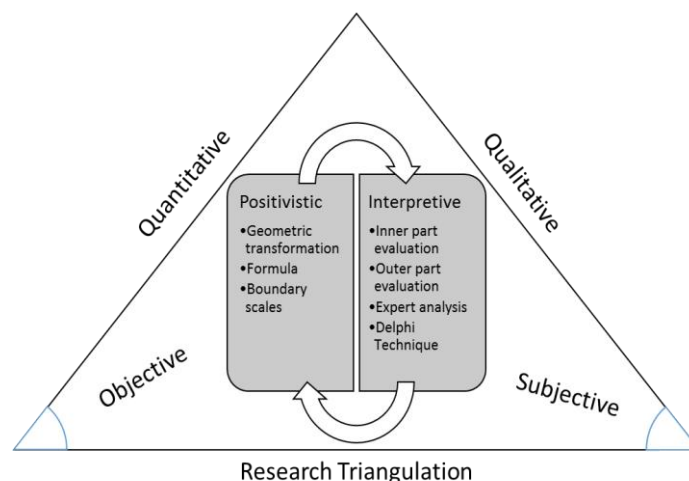 Quantitative
Qualitative
Positivistic
•Geometric
transformation
•Formula
•Boundary
scales
Interpretive
•Inner part
evaluation
•Outer part
evaluation
•Expert analysis
•Delphi
Technique
Objective
Subjective
Research Triangulation